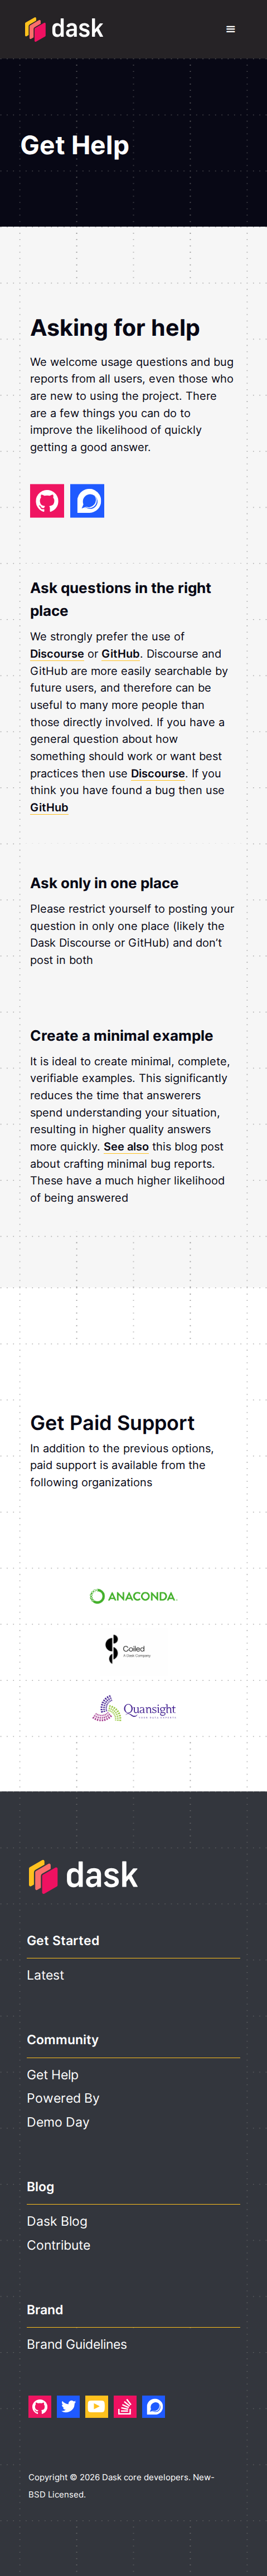 dask
Get Help
Asking for help
We welcome usage questions and bug
reports from all users, even those who
are new to using the project. There
are a few things you can do to
improve the likelihood of quickly
getting a good answer.
Ask questions in the right
place
We strongly prefer the use of
Discourse or GitHub. Discourse and
GitHub are more easily searchable by
future users, and therefore can be
useful to many more people than
those directly involved. If you have a
general question about how
something should work or want best
practices then use Discourse. If you
think you have found a bug then use
GitHub
Ask only in one place
Please restrict yourself to posting your
question in only one place (likely the
Dask Discourse or GitHub) and don’t
post in both
Create a minimal example
It is ideal to create minimal, complete,
verifiable examples. This significantly
reduces the time that answerers
spend understanding your situation,
resulting in higher quality answers
more quickly. See also this blog post
about crafting minimal bug reports.
These have a much higher likelihood
of being answered
Get Paid Support
In addition to the previous options,
paid support is available from the
following organizations
ANACONDA.
Coiled
A Dask Company
Quansight
YOUR DATA EXPERTS
dask
Get Started
Latest
Community
Get Help
Powered By
Demo Day
Blog
Dask Blog
Contribute
Brand
Brand Guidelines
Copyright © 2026 Dask core developers. New-
BSD Licensed.